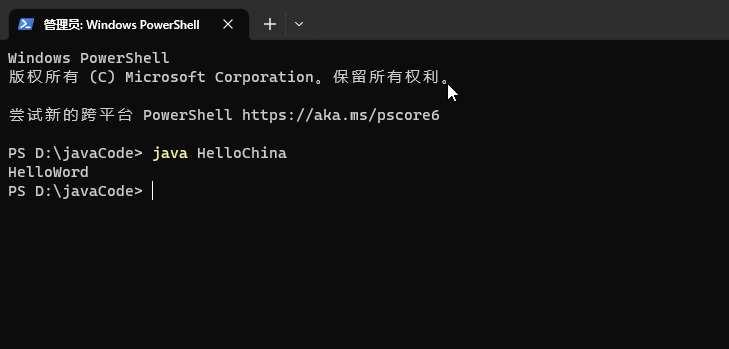 管理员: Windows PowerShell
Windows PowerShell
版权所有 (C) Microsoft Corporation。保留所有权利。
尝试新的跨平台 PowerShell https://aka.ms/pscore6
PS D:\javaCode> java HelloChina
HelloWord
PS D:\javaCode>